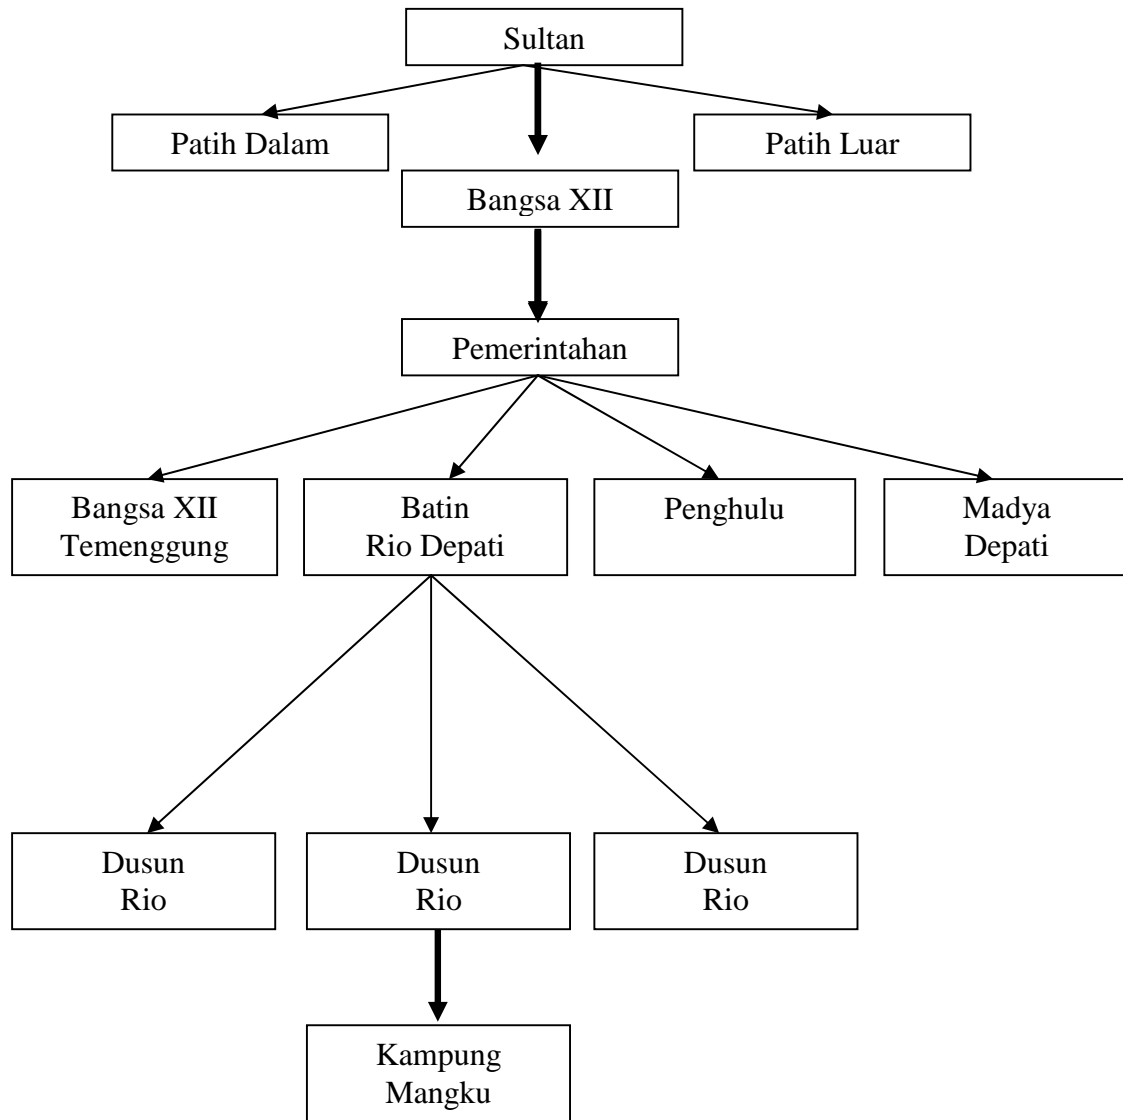 Sultan
Patih Dalam
Patih Luar
Bangsa XII
Pemerintahan
Bangsa XII
Temenggung
Batin
Rio Depati
Penghulu
Madya
Depati
Dusun
Rio
Dusun
Rio
Dusun
Rio
Kampung
Mangku